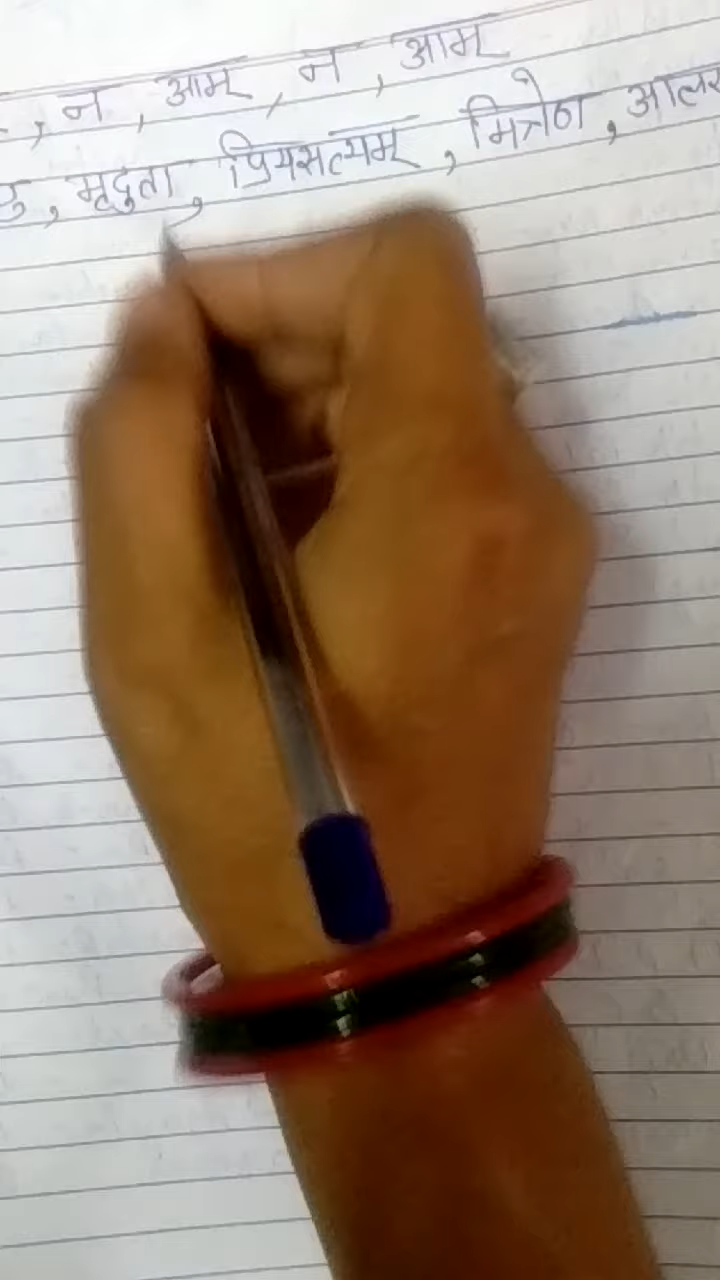 , न , आम् , न , आम्
, मृदुता , प्रियसत्यम् , मित्रेण ,